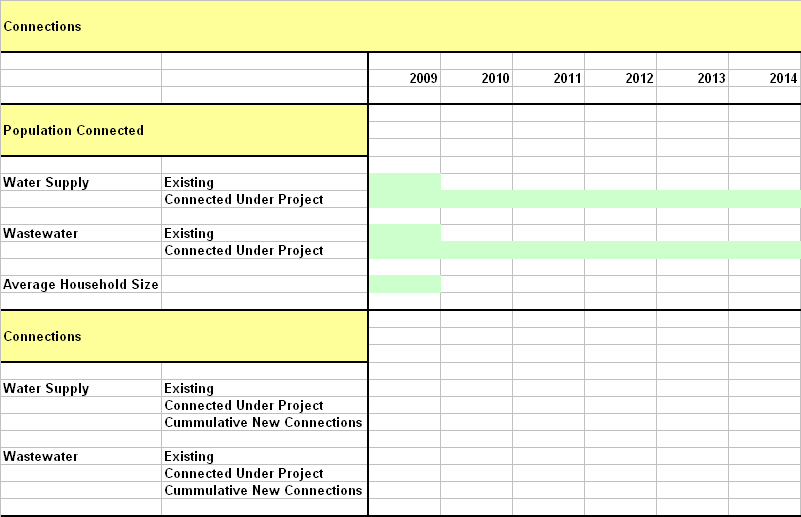 Connections
2009 2010 2011 2012 2013 2014
Population Connected
Water Supply Existing
Connected Under Project
Wastewater Existing
Connected Under Project
Average Household Size
Connections
Water Supply Existing
Connected Under Project
Cummulative New Connections
Wastewater Existing
Connected Under Project
Cummulative New Connections